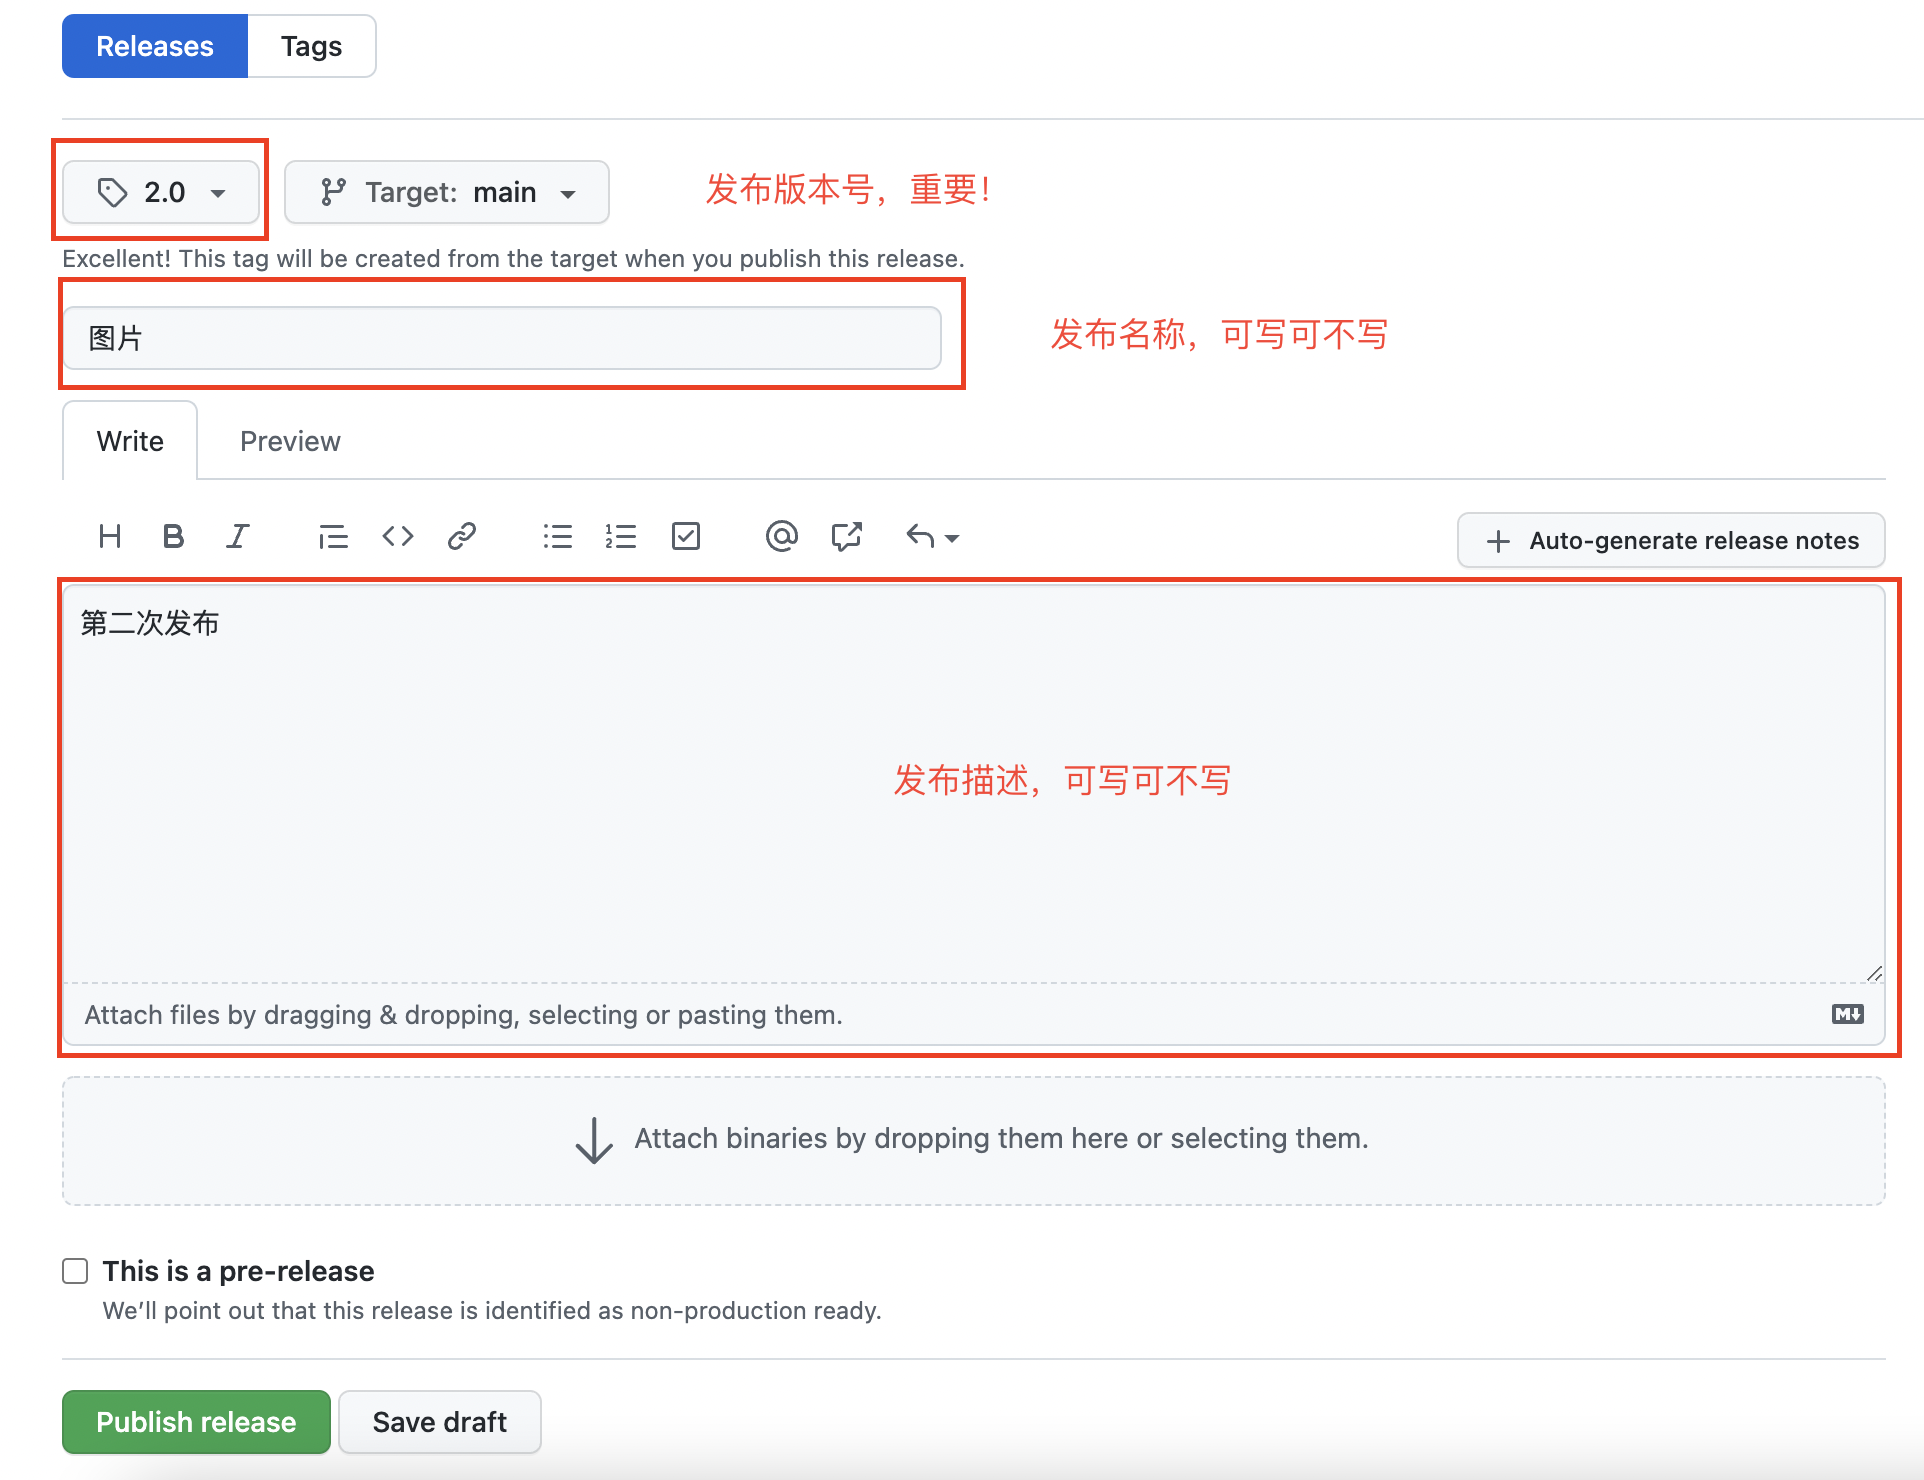 Releases Tags
2.0 Target: main 发布版本号，重要！
Excellent! This tag will be created from the target when you publish this release.
图片 发布名称，可写可不写
Write Preview
Auto-generate release notes
第二次发布
发布描述，可写可不写
Attach files by dragging & dropping, selecting or pasting them.
Attach binaries by dropping them here or selecting them.
This is a pre-release
We’ll point out that this release is identified as non-production ready.
Publish release Save draft